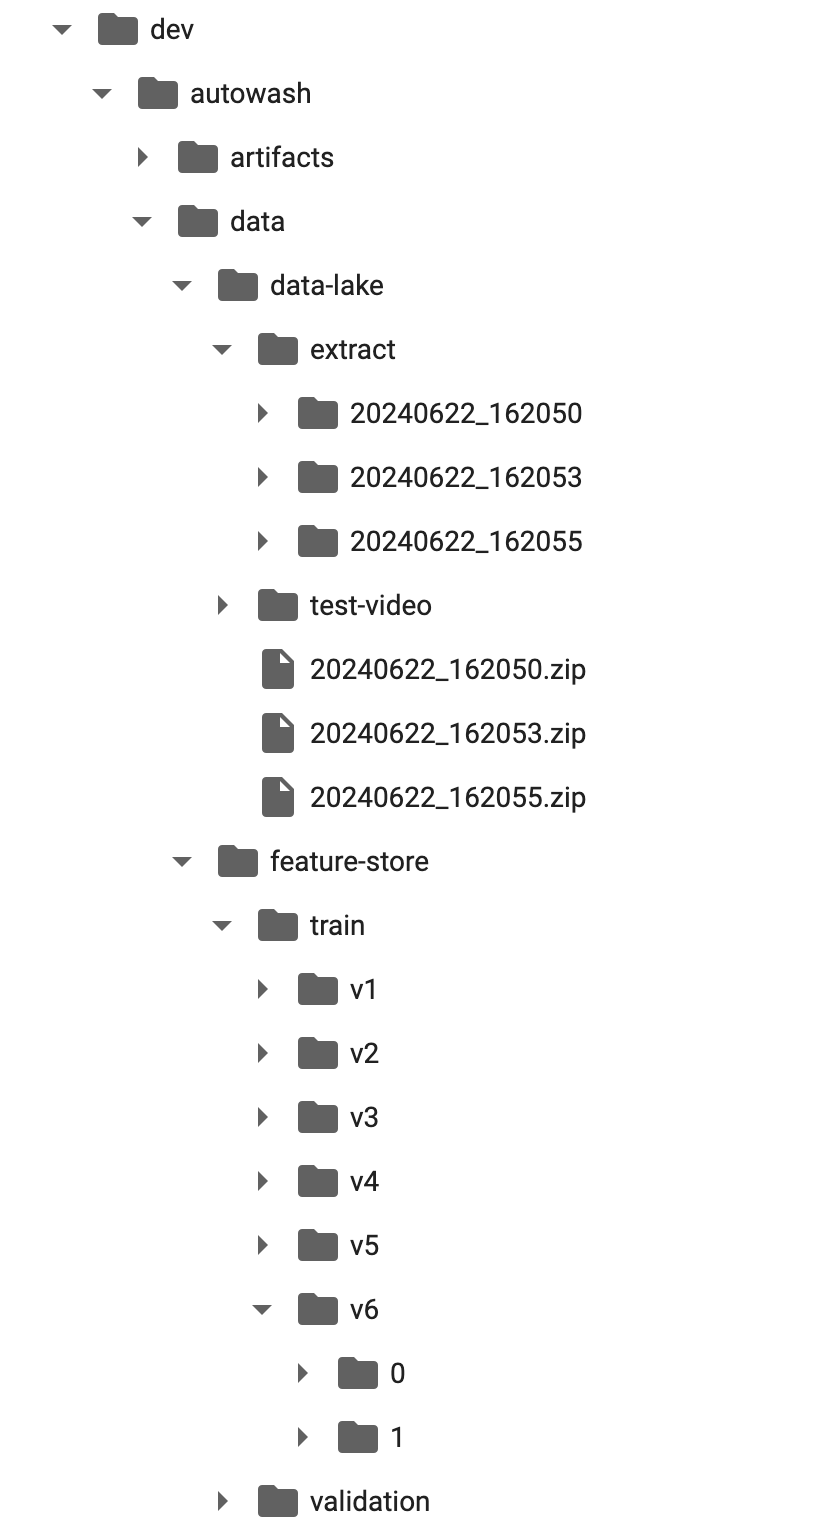 dev
autowash
artifacts
data
data-lake
extract
20240622_162050
20240622_162053
20240622_162055
test-video
20240622_162050.zip
20240622_162053.zip
20240622_162055.zip
feature-store
train
v1
v2
v3
v4
v5
v6
0
1
validation